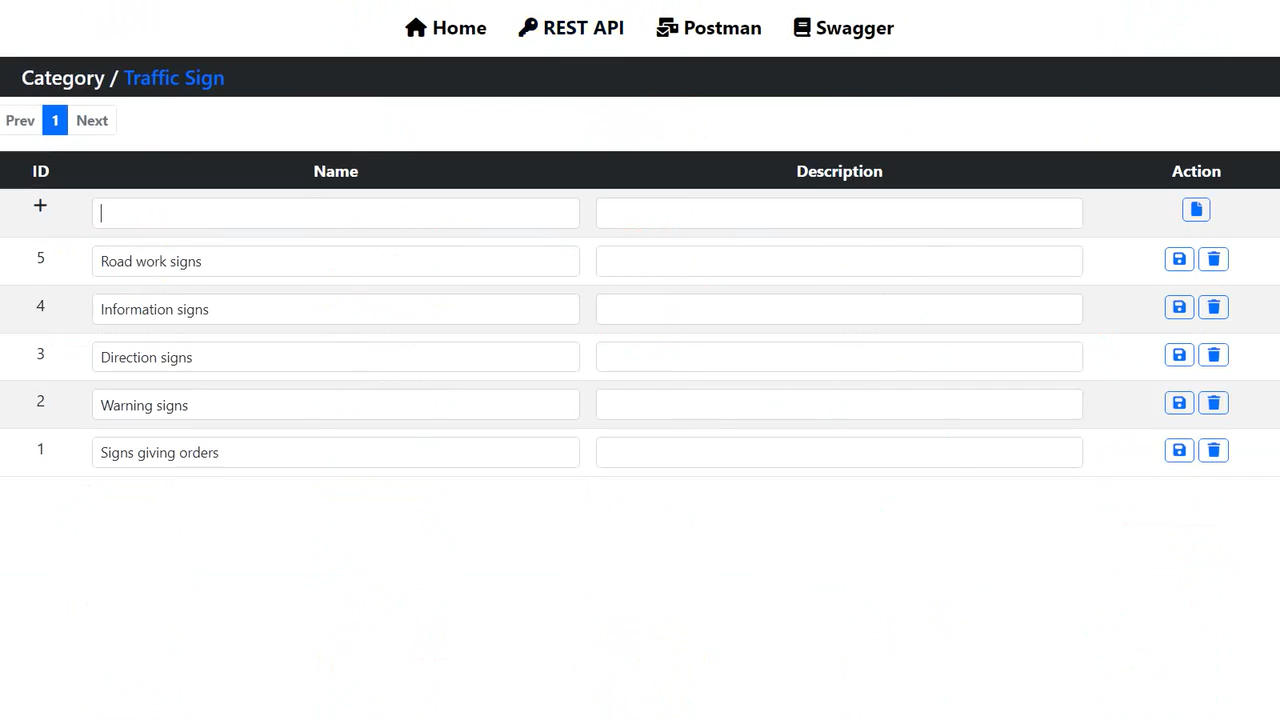 Home REST API Postman Swagger
Category / Traffic Sign
Prev 1 Next
ID Name Description Action
+
5 Road work signs
4 Information signs
3 Direction signs
2 Warning signs
1 Signs giving orders